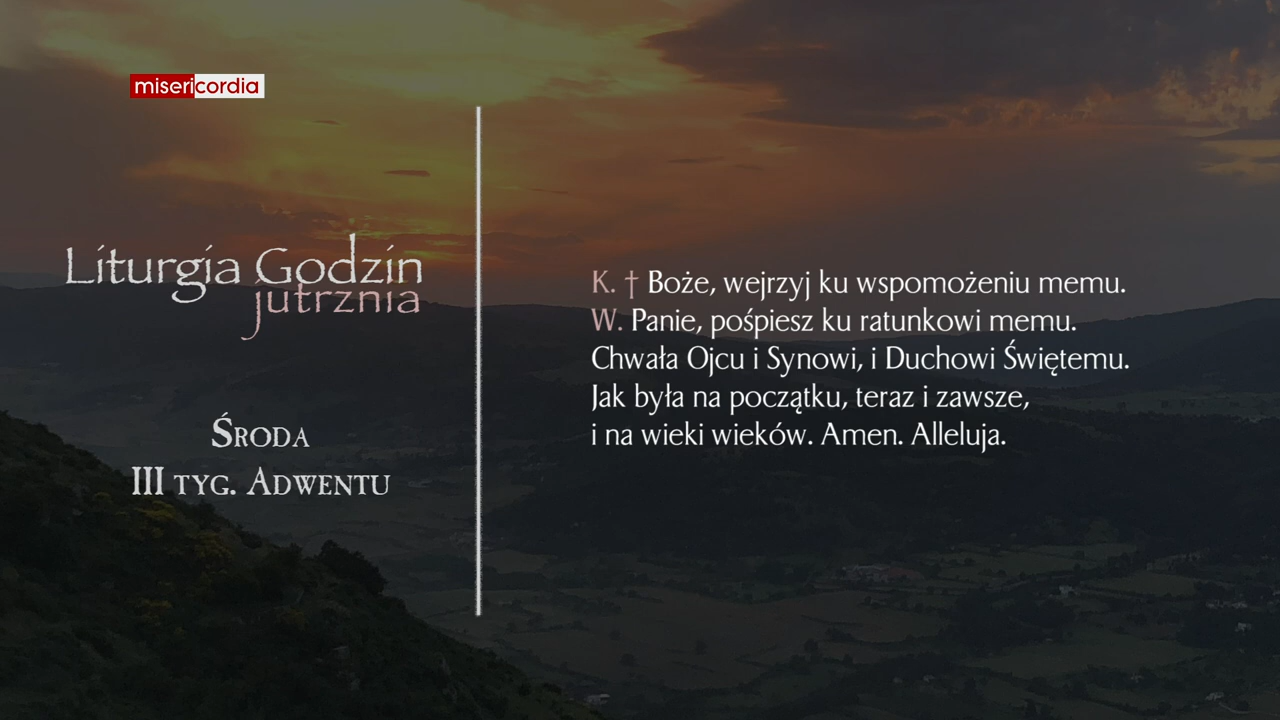 misericordia
Liturgia Godzin
jutrznia
Środa
III tyg. Adwentu
K. † Boże, wejrzyj ku wspomożeniu memu.
W. Panie, pośpiesz ku ratunkowi memu.
Chwała Ojcu i Synowi, i Duchowi Świętemu.
Jak była na początku, teraz i zawsze,
i na wieki wieków. Amen. Alleluja.